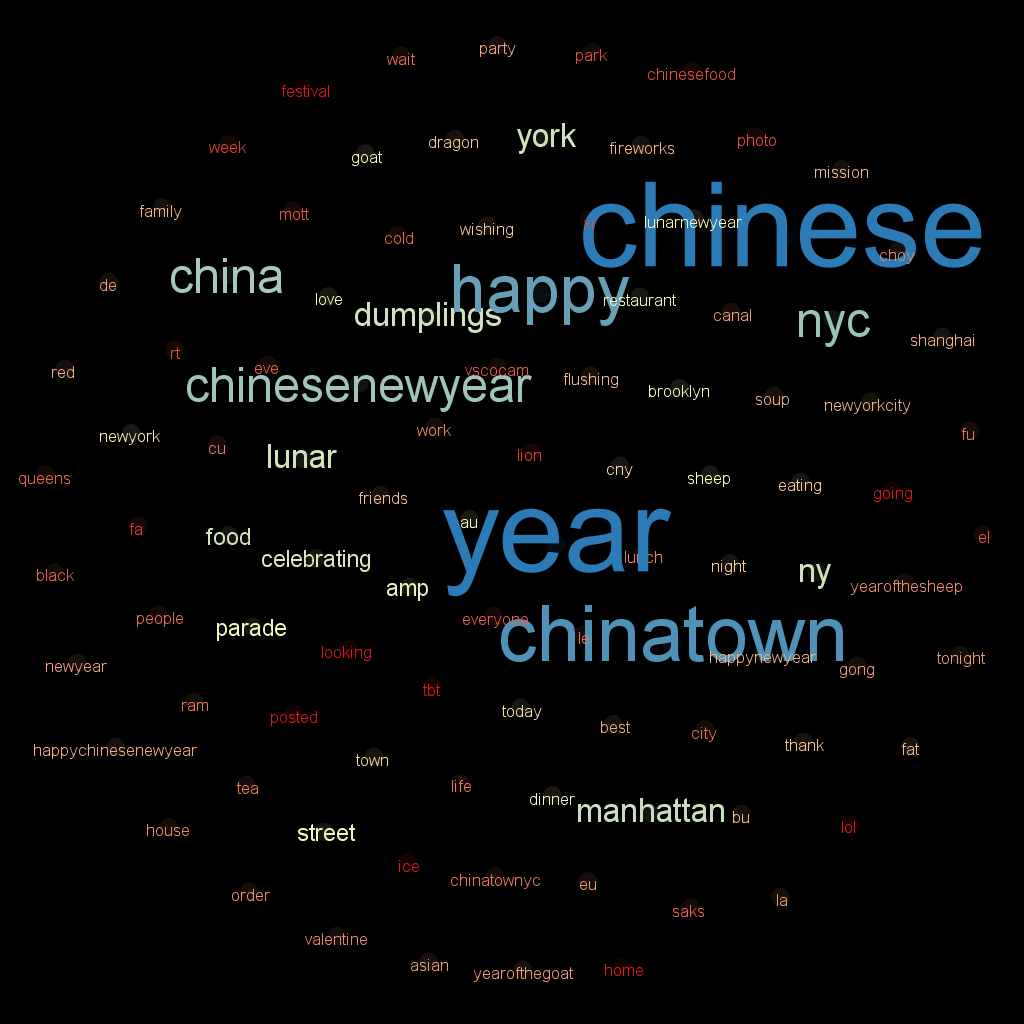 party
wait
park
chinesefood
festival
york
photo
dragon
week
fireworks
goat
mission
family
mott
lunarnewyear
chinese
wishing
cold
choy
china
de
happy
love
restaurant
dumplings
canal
nyc
shanghai
rt
eve
vscocam
red
flushing
chinesenewyear
brooklyn
soup
newyorkcity
work
newyork
fu
cu
lunar
lion
cny
queens
sheep
eating
going
friends
au
fa
food
year
el
celebrating
lunch
night
ny
black
amp
yearofthesheep
people
everyone
parade
chinatown
le
looking
happynewyear
tonight
newyear
gong
tbt
ram
today
posted
best
city
thank
fat
happychinesenewyear
town
tea
life
dinner
manhattan
bu
lol
house
street
ice
chinatownyc
eu
order
la
saks
valentine
asian
yearofthegoat
home